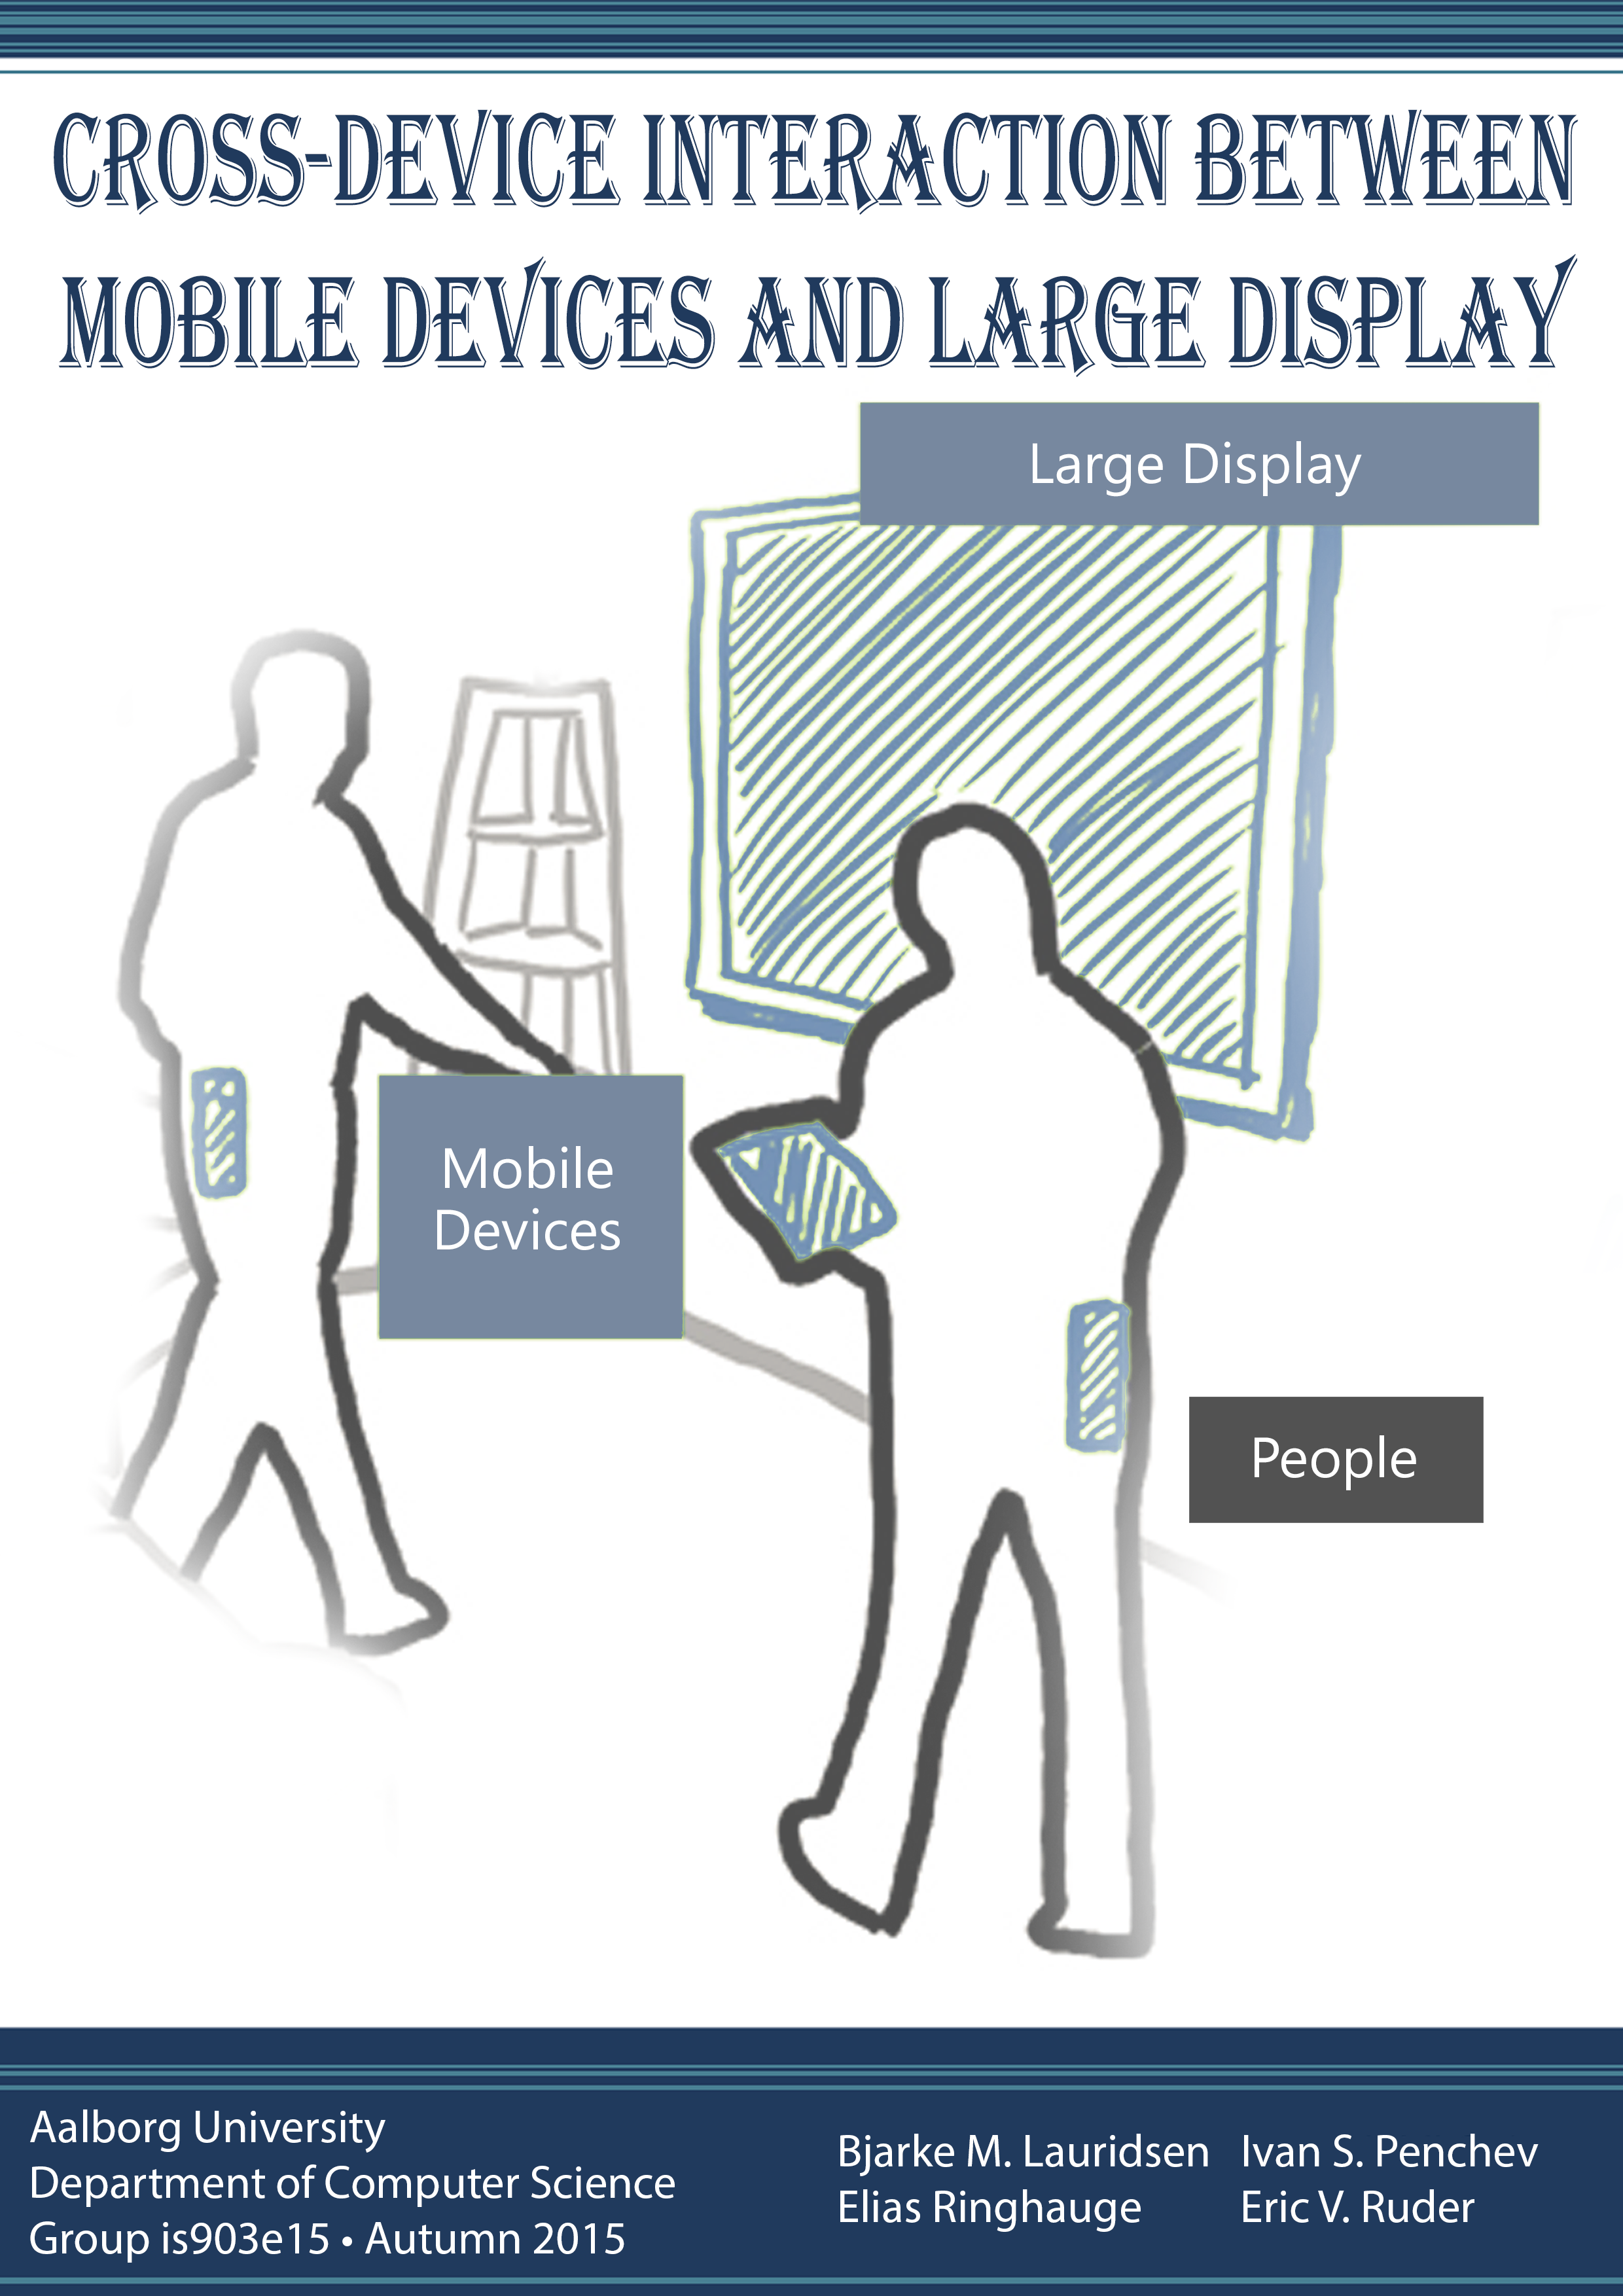 CROSS-DEVICE INTERACTION BETWEEN
MOBILE DEVICES AND LARGE DISPLAY
Large Display
Mobile
Devices
People
Aalborg University
Department of Computer Science
Group is903e15 • Autumn 2015
Bjarke M. Lauridsen
Elias Ringhauge
Ivan S. Penchev
Eric V. Ruder